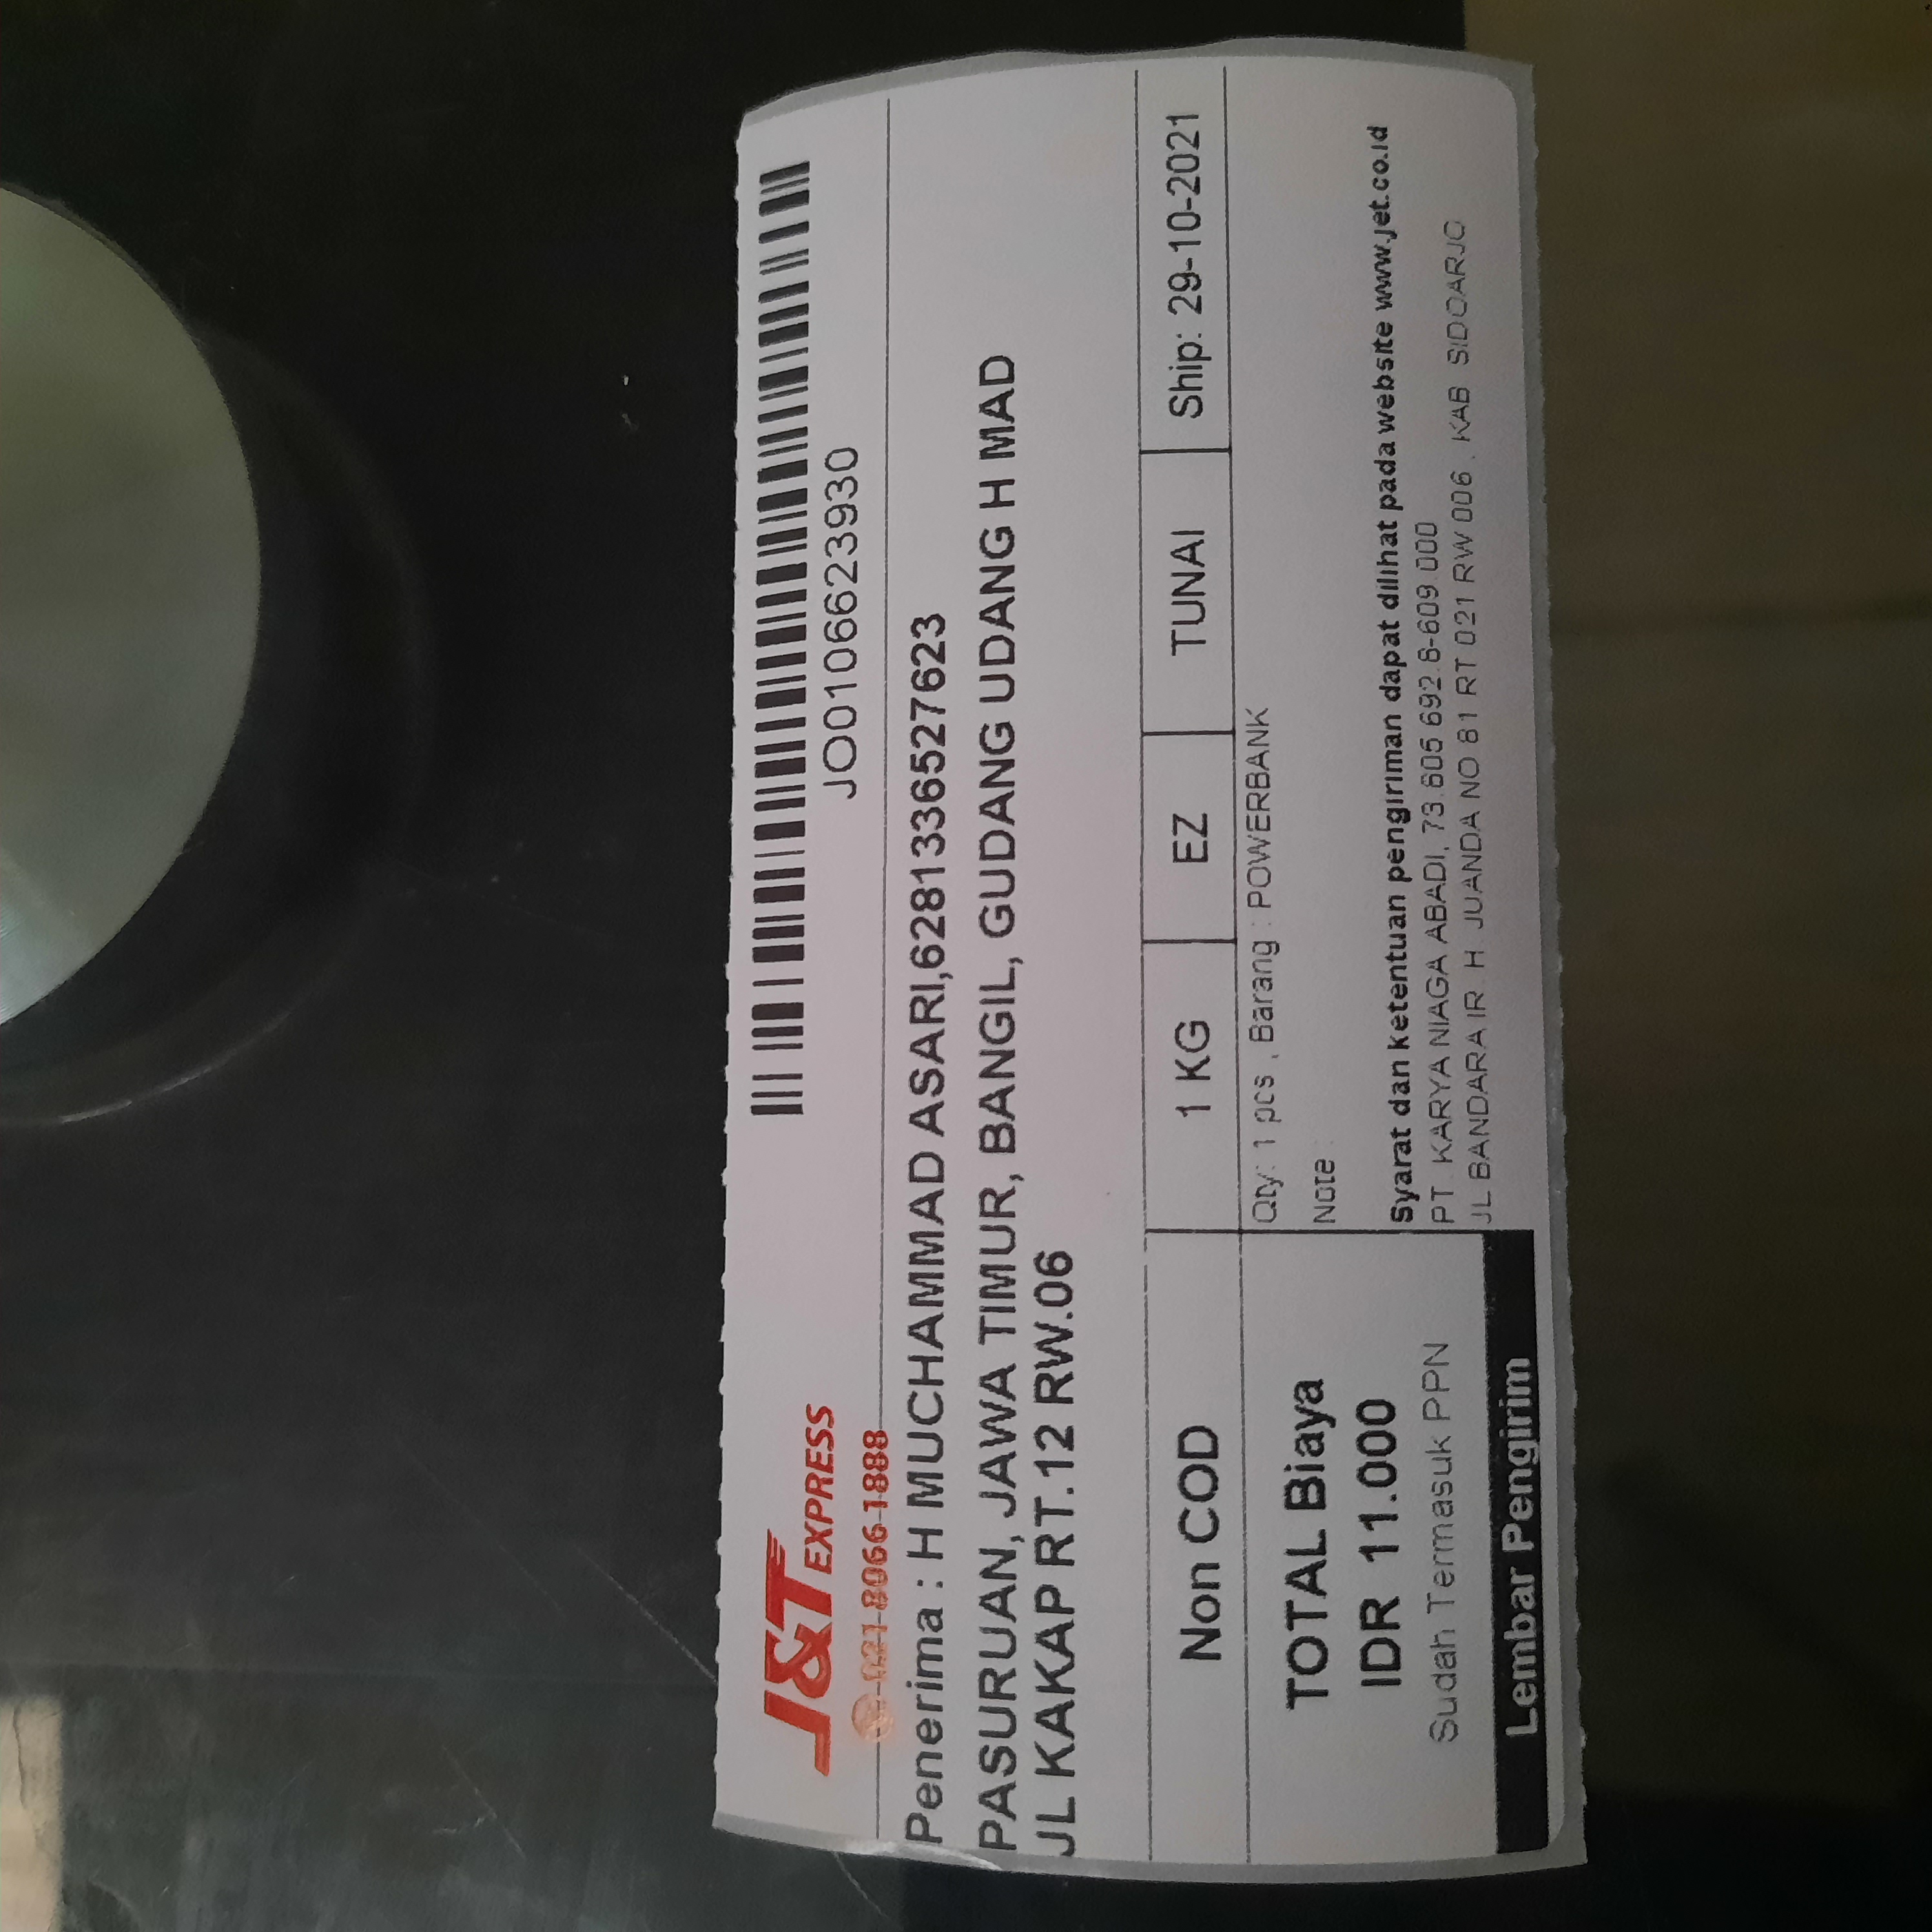 J&T EXPRESS
JO0106623930
021 8066 1888
Penerima : H MUCHAMMAD ASARI,6281336527623
PASURUAN, JAWA TIMUR, BANGIL, GUDANG UDANG H MAD
JL KAKAP RT.12 RW.06
Non COD
1 KG
EZ
TUNAI
Ship: 29-10-2021
TOTAL Biaya
IDR 11.000
Sudah Termasuk PPN
Lembar Pengirim
Qty: 1 pcs , Barang : POWERBANK
Note :
Syarat dan ketentuan pengiriman dapat dilihat pada website www.jet.co.id
PT. KARYA NIAGA ABADI, 73.605.692.6-609.000
JL BANDARA IR. H. JUANDA NO 81 RT 021 RW 006 , KAB. SIDOARJO